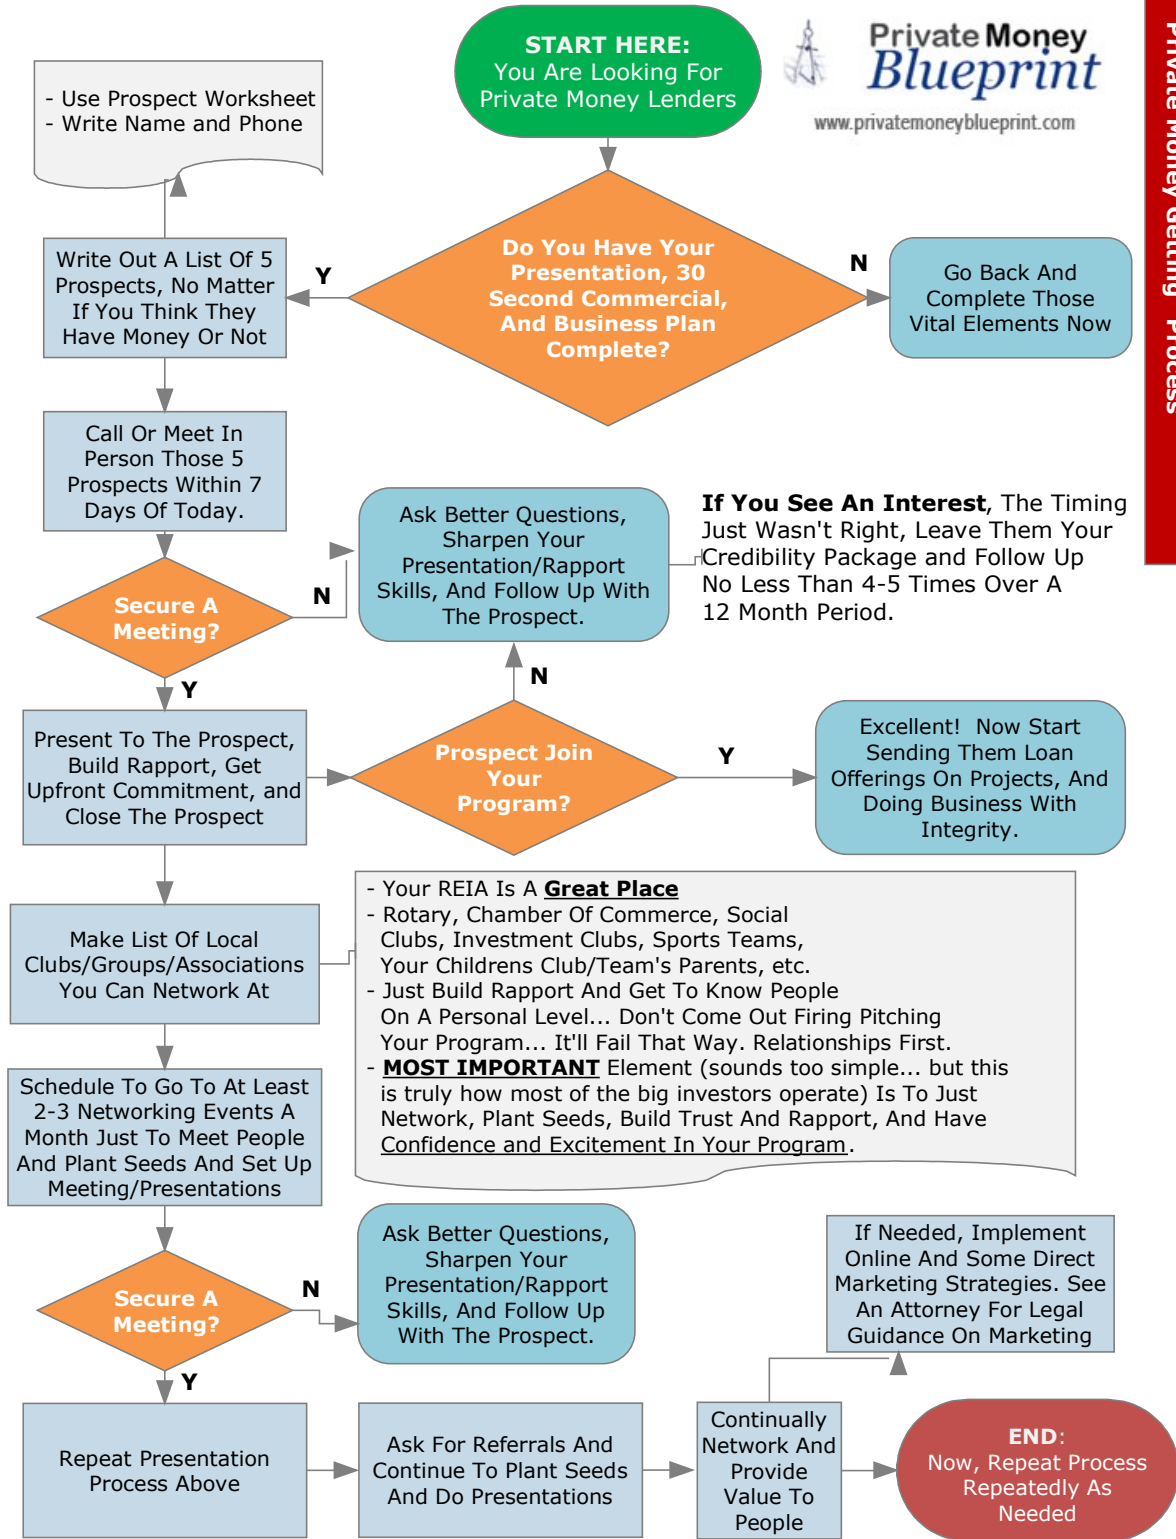 START HERE:
You Are Looking For
Private Money Lenders
Private Money
Blueprint
www.privatemoneyblueprint.com
Private Money Getting Process
- Use Prospect Worksheet
- Write Name and Phone
Do You Have Your
Presentation, 30
Second Commercial,
And Business Plan
Complete?
Y
N
Go Back And
Complete Those
Vital Elements Now
Write Out A List Of 5
Prospects, No Matter
If You Think They
Have Money Or Not
Call Or Meet In
Person Those 5
Prospects Within 7
Days Of Today.
Secure A
Meeting?
N
Y
Ask Better Questions,
Sharpen Your
Presentation/Rapport
Skills, And Follow Up With
The Prospect.
If You See An Interest, The Timing
Just Wasn't Right, Leave Them Your
Credibility Package and Follow Up
No Less Than 4-5 Times Over A
12 Month Period.
Present To The Prospect,
Build Rapport, Get
Upfront Commitment, and
Close The Prospect
Prospect Join
Your
Program?
N
Y
Excellent! Now Start
Sending Them Loan
Offerings On Projects, And
Doing Business With
Integrity.
Make List Of Local
Clubs/Groups/Associations
You Can Network At
- Your REIA Is A Great Place
- Rotary, Chamber Of Commerce, Social
Clubs, Investment Clubs, Sports Teams,
Your Childrens Club/Team's Parents, etc.
- Just Build Rapport And Get To Know People
On A Personal Level... Don't Come Out Firing Pitching
Your Program... It'll Fail That Way. Relationships First.
- MOST IMPORTANT Element (sounds too simple... but this
is truly how most of the big investors operate) Is To Just
Network, Plant Seeds, Build Trust And Rapport, And Have
Confidence and Excitement In Your Program.
Schedule To Go To At Least
2-3 Networking Events A
Month Just To Meet People
And Plant Seeds And Set Up
Meeting/Presentations
Secure A
Meeting?
N
Y
Ask Better Questions,
Sharpen Your
Presentation/Rapport
Skills, And Follow Up
With The Prospect.
If Needed, Implement
Online And Some Direct
Marketing Strategies. See
An Attorney For Legal
Guidance On Marketing
Repeat Presentation
Process Above
Ask For Referrals And
Continue To Plant Seeds
And Do Presentations
Continually
Network And
Provide
Value To
People
END:
Now, Repeat Process
Repeatedly As
Needed